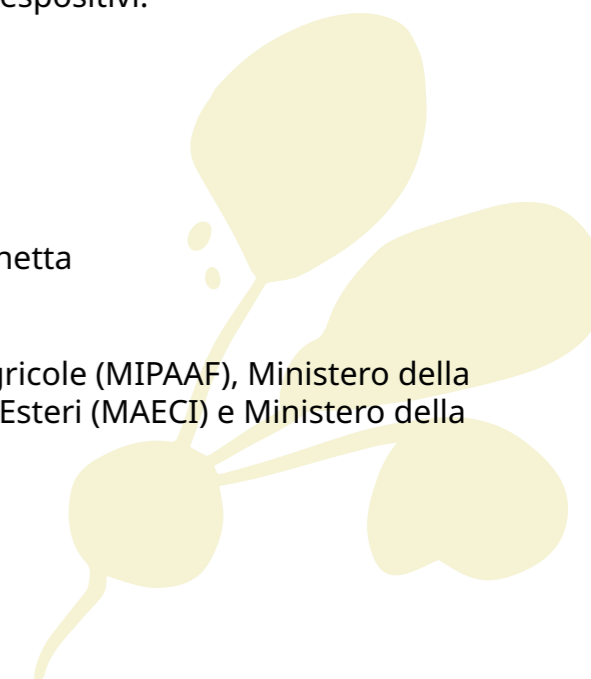 espositivi.
netta
gricole (MIPAAF), Ministero della
Esteri (MAECI) e Ministero della